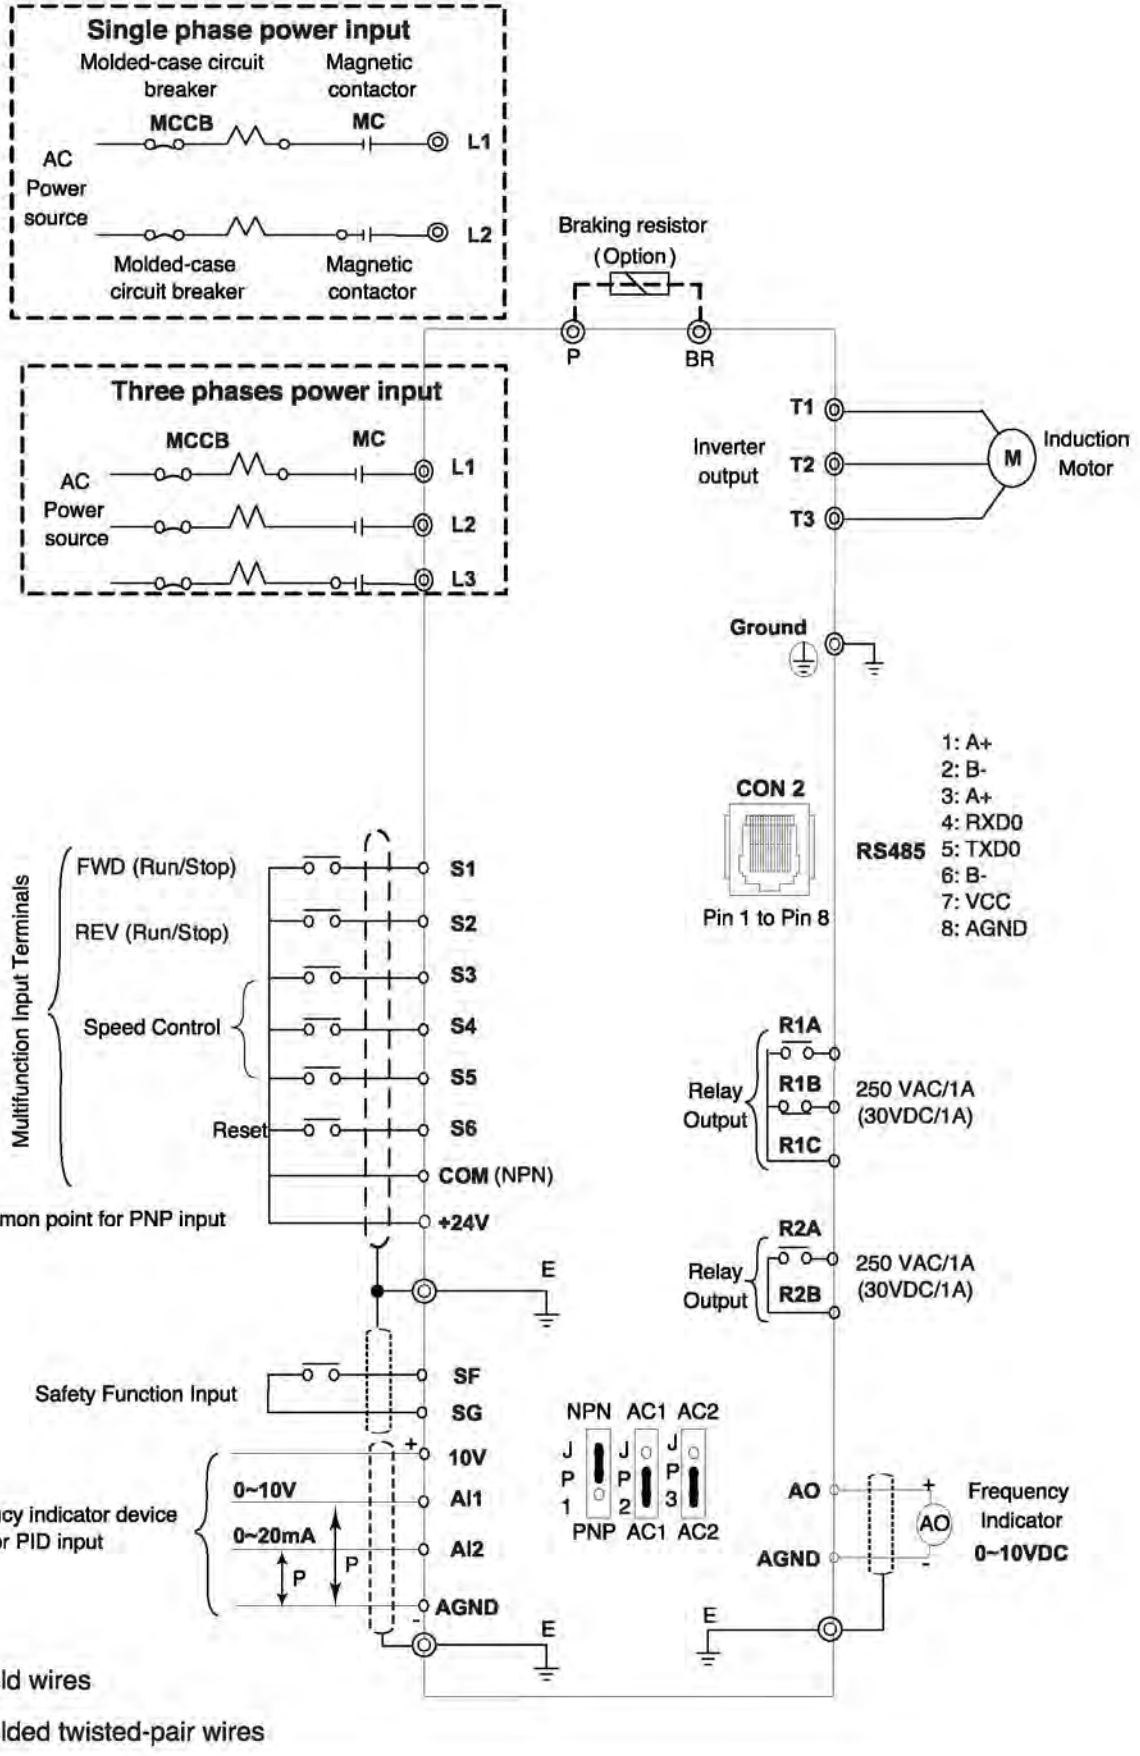 Single phase power input
Molded-case circuit breaker
Magnetic contactor
MCCB
MC
L1
AC Power source
L2
Molded-case circuit breaker
Magnetic contactor
Braking resistor
(Option)
P
BR
Three phases power input
MCCB
MC
AC Power source
L1
L2
L3
T1
Inverter output
T2
T3
M
Induction Motor
Ground
CON 2
Pin 1 to Pin 8
RS485
1: A+
2: B-
3: A+
4: RXD0
5: TXD0
6: B-
7: VCC
8: AGND
Multifunction Input Terminals
FWD (Run/Stop)
S1
REV (Run/Stop)
S2
S3
Speed Control
S4
S5
Reset
S6
COM (NPN)
mon point for PNP input
+24V
E
Relay Output
R1A
R1B
R1C
250 VAC/1A
(30VDC/1A)
Relay Output
R2A
R2B
250 VAC/1A
(30VDC/1A)
Safety Function Input
SF
SG
+
10V
0~10V
AI1
cy indicator device
r PID input
0~20mA
AI2
P
P
AGND
-
E
NPN AC1 AC2
J J J
P P P
1 2 3
PNP AC1 AC2
AO
+
AO
AGND
-
Frequency Indicator
0~10VDC
E
ld wires
lded twisted-pair wires